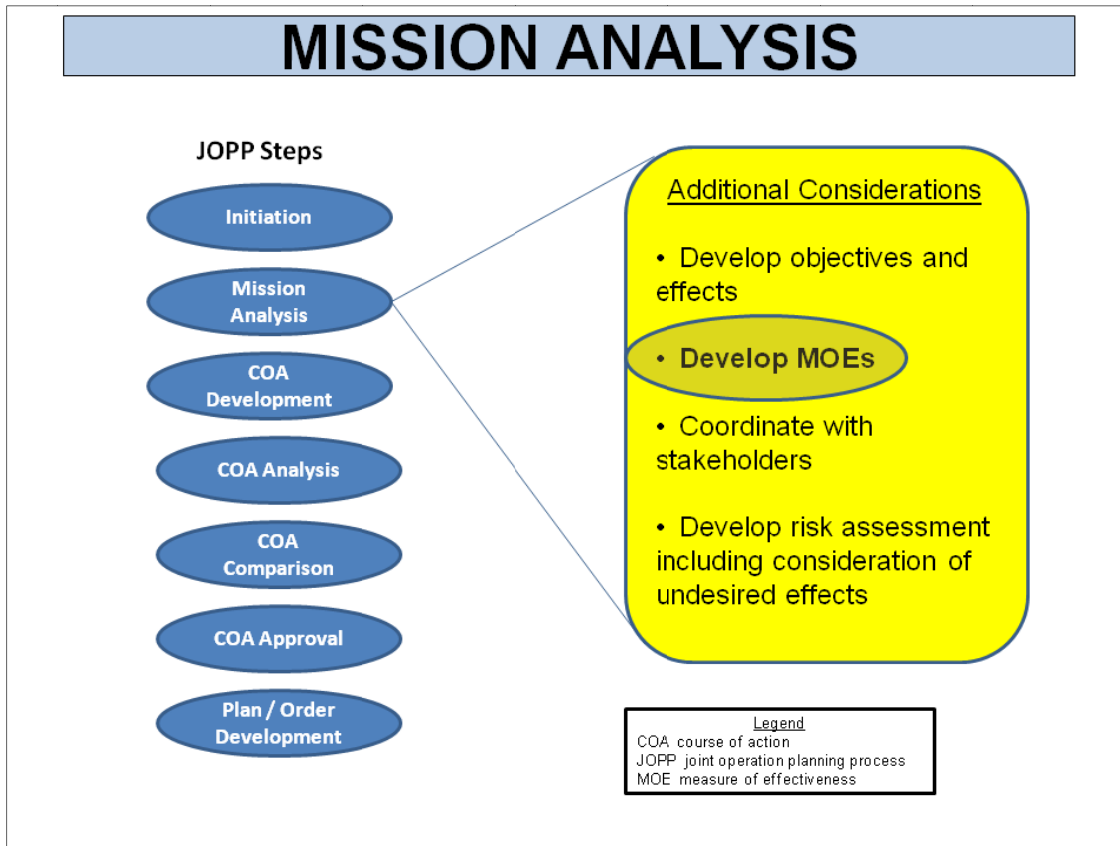 MISSION ANALYSIS
JOPP Steps
Initiation
Mission
Analysis
COA
Development
COA Analysis
COA
Comparison
COA Approval
Plan / Order
Development
Additional Considerations
• Develop objectives and
effects
• Develop MOEs
• Coordinate with
stakeholders
• Develop risk assessment
including consideration of
undesired effects
Legend
COA course of action
JOPP joint operation planning process
MOE measure of effectiveness